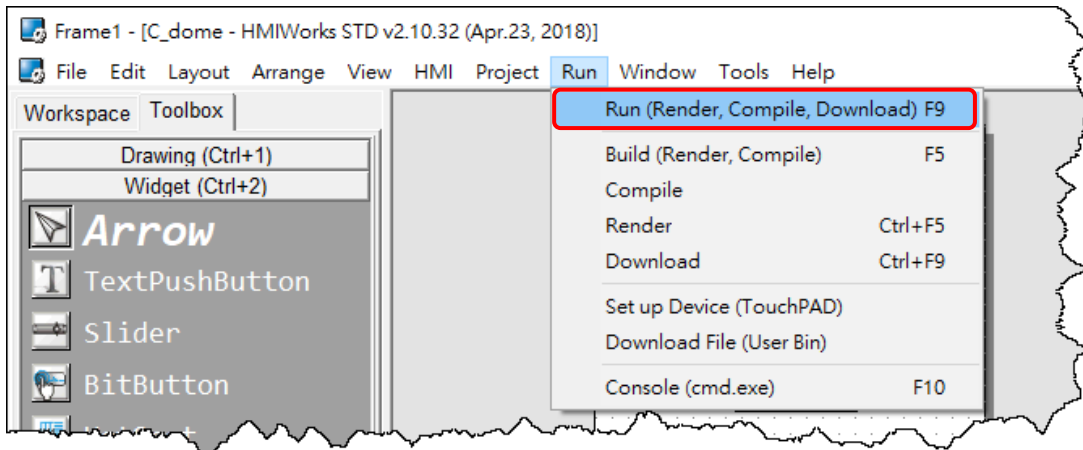 Frame1 - [C_dome - HMIWorks STD v2.10.32 (Apr.23, 2018)]
File Edit Layout Arrange View HMI Project Run Window Tools Help
Workspace Toolbox
Drawing (Ctrl+1)
Widget (Ctrl+2)
Arrow
TextPushButton
Slider
BitButton
Run (Render, Compile, Download) F9
Build (Render, Compile) F5
Compile
Render Ctrl+F5
Download Ctrl+F9
Set up Device (TouchPAD)
Download File (User Bin)
Console (cmd.exe) F10